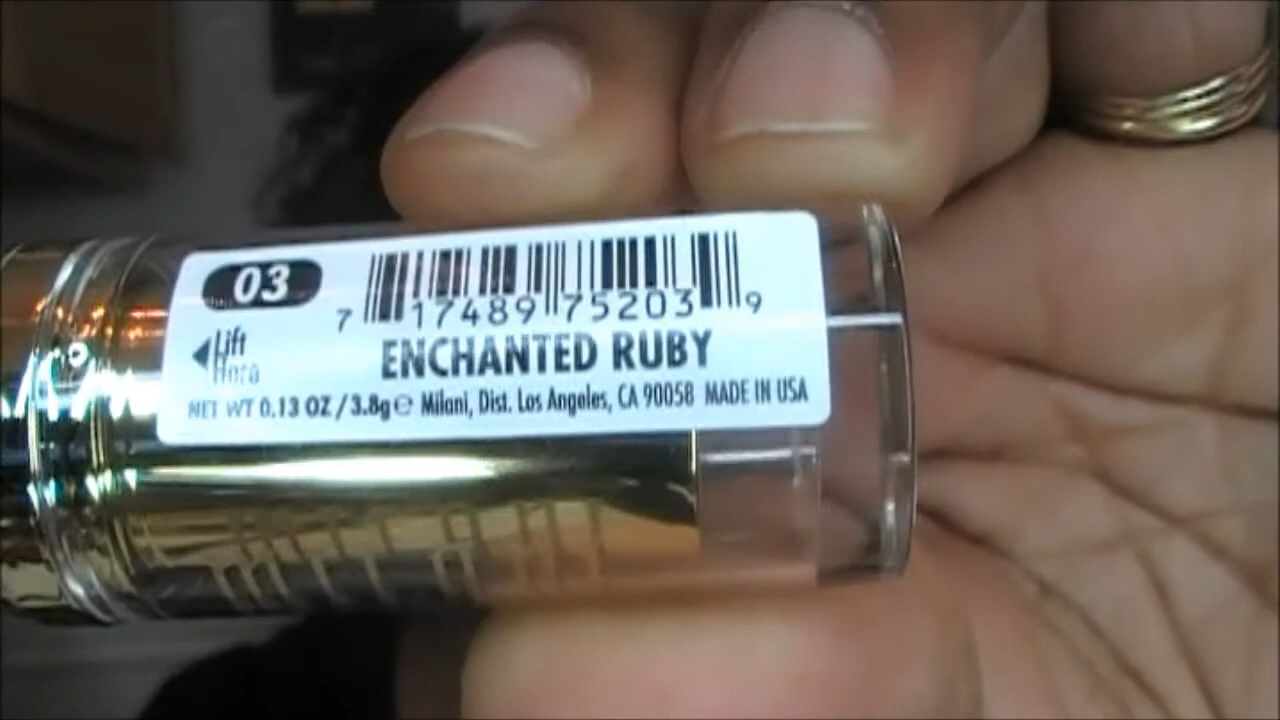 03
7 17489 75203 9
Lift
Here
ENCHANTED RUBY
NET WT 0.13 OZ / 3.8g ℮ Milani, Dist. Los Angeles, CA 90058 MADE IN USA